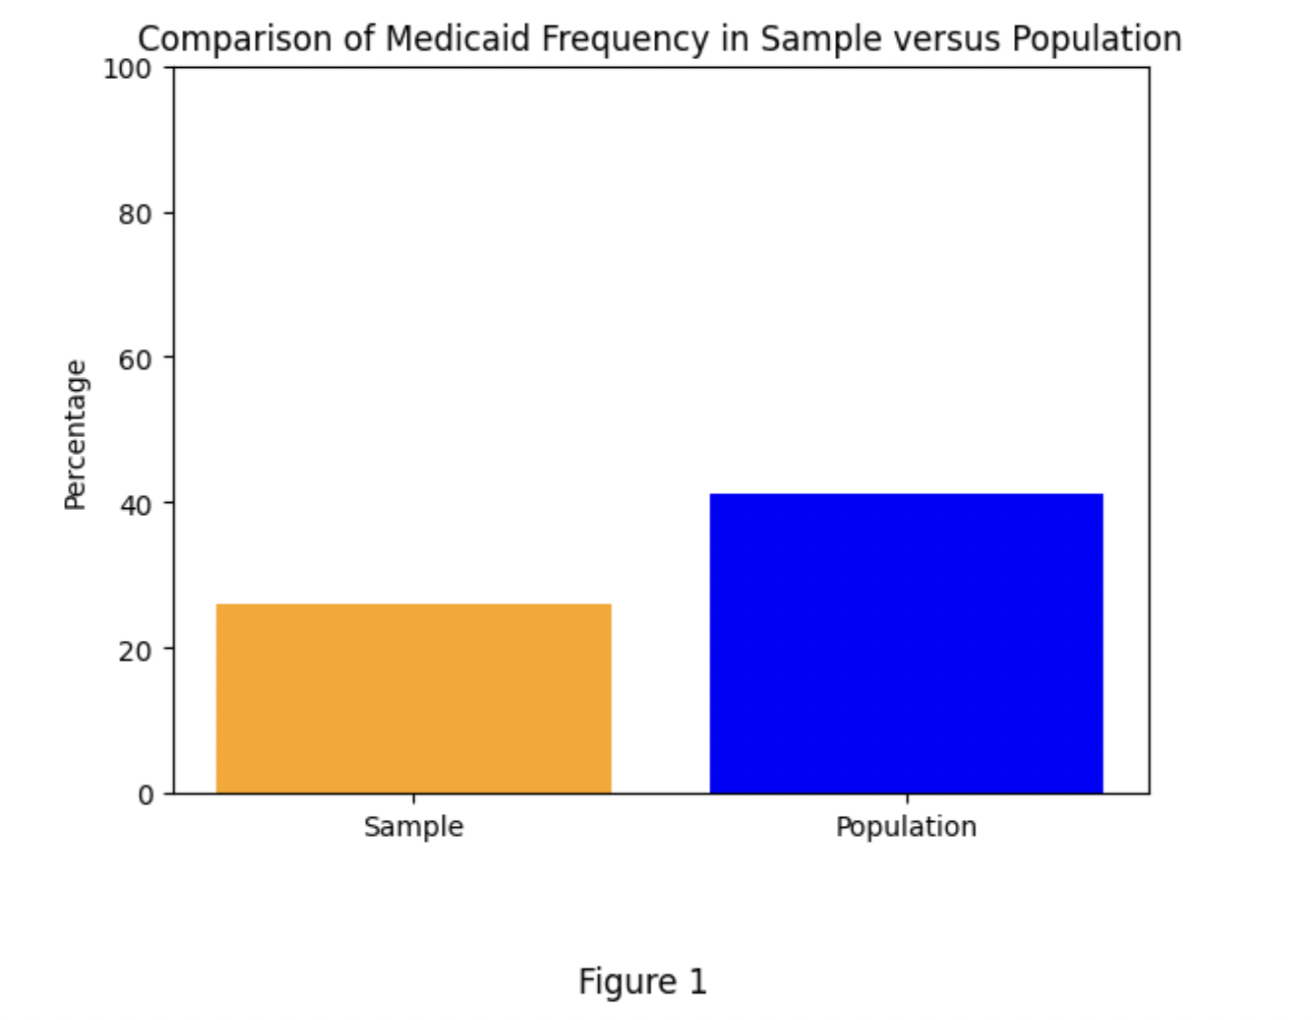 Comparison of Medicaid Frequency in Sample versus Population
100
80
60
40
20
0
Percentage
Sample Population
Figure 1